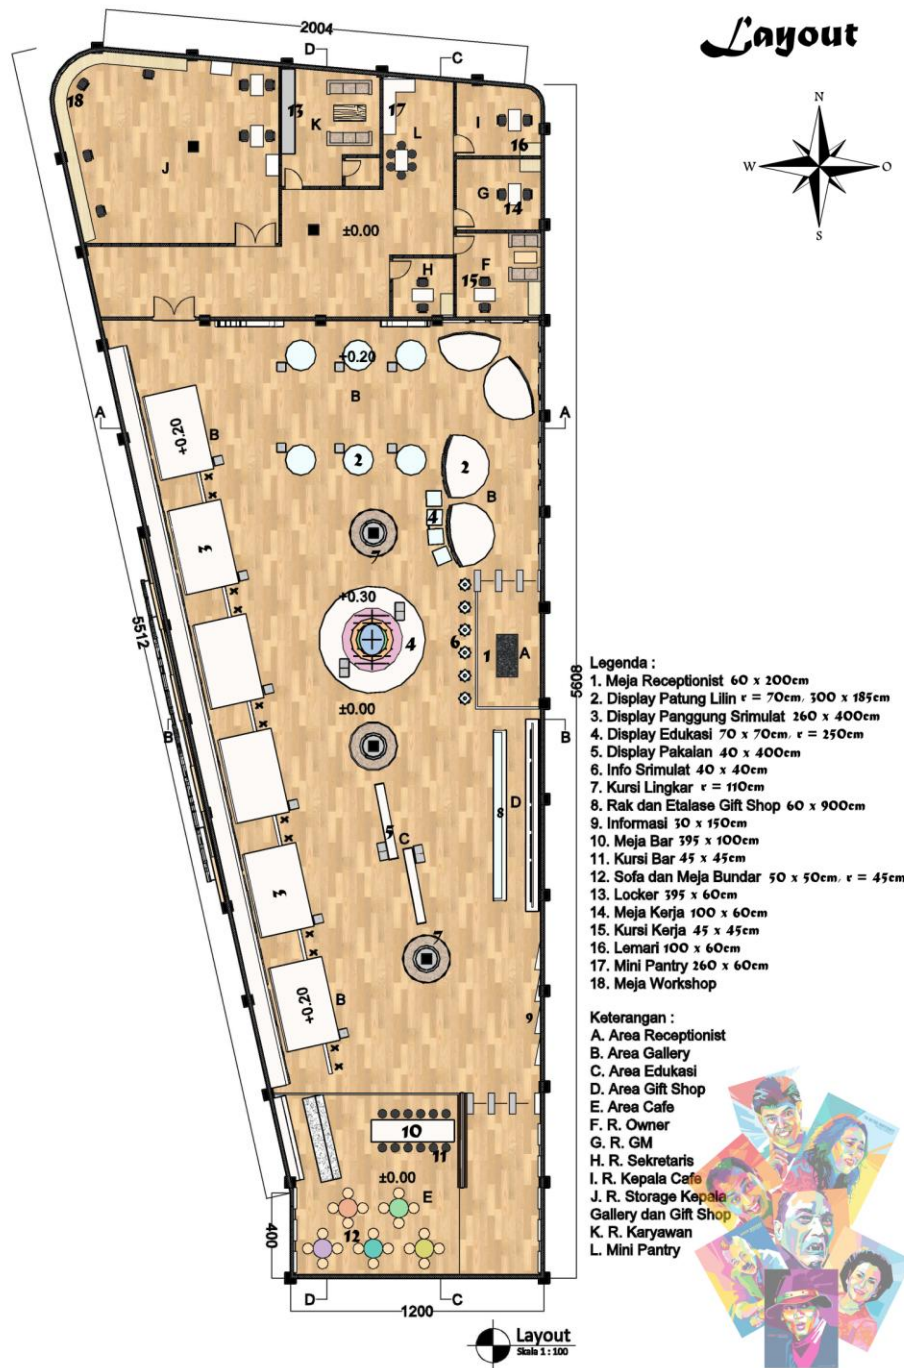 Layout
2004
D
C
N
W
O
S
18
13
K
17
L
I
16
J
G
14
±0.00
H
15
F
+0.20
B
A
A
+0.20
B
2
2
B
4
3
7
+0.30
4
6
1
A
5512
5608
±0.00
B
B
8
D
5
C
3
7
+0.20
B
9
10
11
±0.00
E
12
400
D
C
1200
Layout
Skala 1 : 100
Legenda :
1. Meja Receptionist 60 x 200cm
2. Display Patung Lilin r = 70cm, 300 x 185cm
3. Display Panggung Srimulat 260 x 400cm
4. Display Edukasi 70 x 70cm, r = 250cm
5. Display Pakaian 40 x 400cm
6. Info Srimulat 40 x 40cm
7. Kursi Lingkar r = 110cm
8. Rak dan Etalase Gift Shop 60 x 900cm
9. Informasi 30 x 150cm
10. Meja Bar 395 x 100cm
11. Kursi Bar 45 x 45cm
12. Sofa dan Meja Bundar 50 x 50cm, r = 45cm
13. Locker 395 x 60cm
14. Meja Kerja 100 x 60cm
15. Kursi Kerja 45 x 45cm
16. Lemari 100 x 60cm
17. Mini Pantry 260 x 60cm
18. Meja Workshop
Keterangan :
A. Area Receptionist
B. Area Gallery
C. Area Edukasi
D. Area Gift Shop
E. Area Cafe
F. R. Owner
G. R. GM
H. R. Sekretaris
I. R. Kepala Cafe
J. R. Storage Kepala
Gallery dan Gift Shop
K. R. Karyawan
L. Mini Pantry